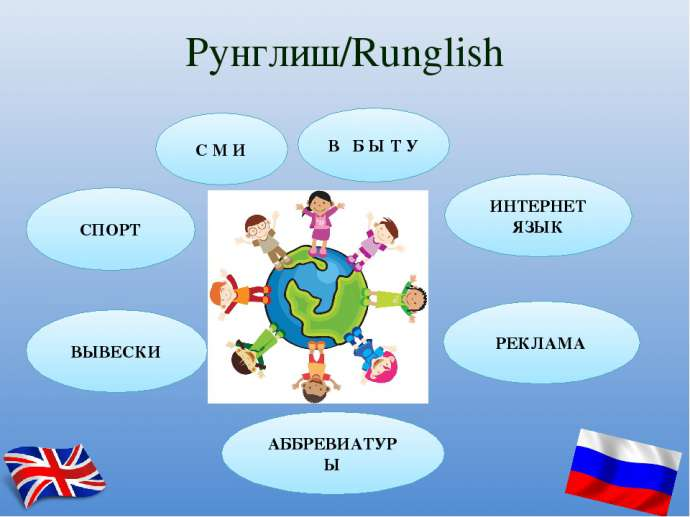 Рунглиш/Runglish
С М И
В Б Ы Т У
СПОРТ
ИНТЕРНЕТ
ЯЗЫК
ВЫВЕСКИ
РЕКЛАМА
АББРЕВИАТУР
Ы